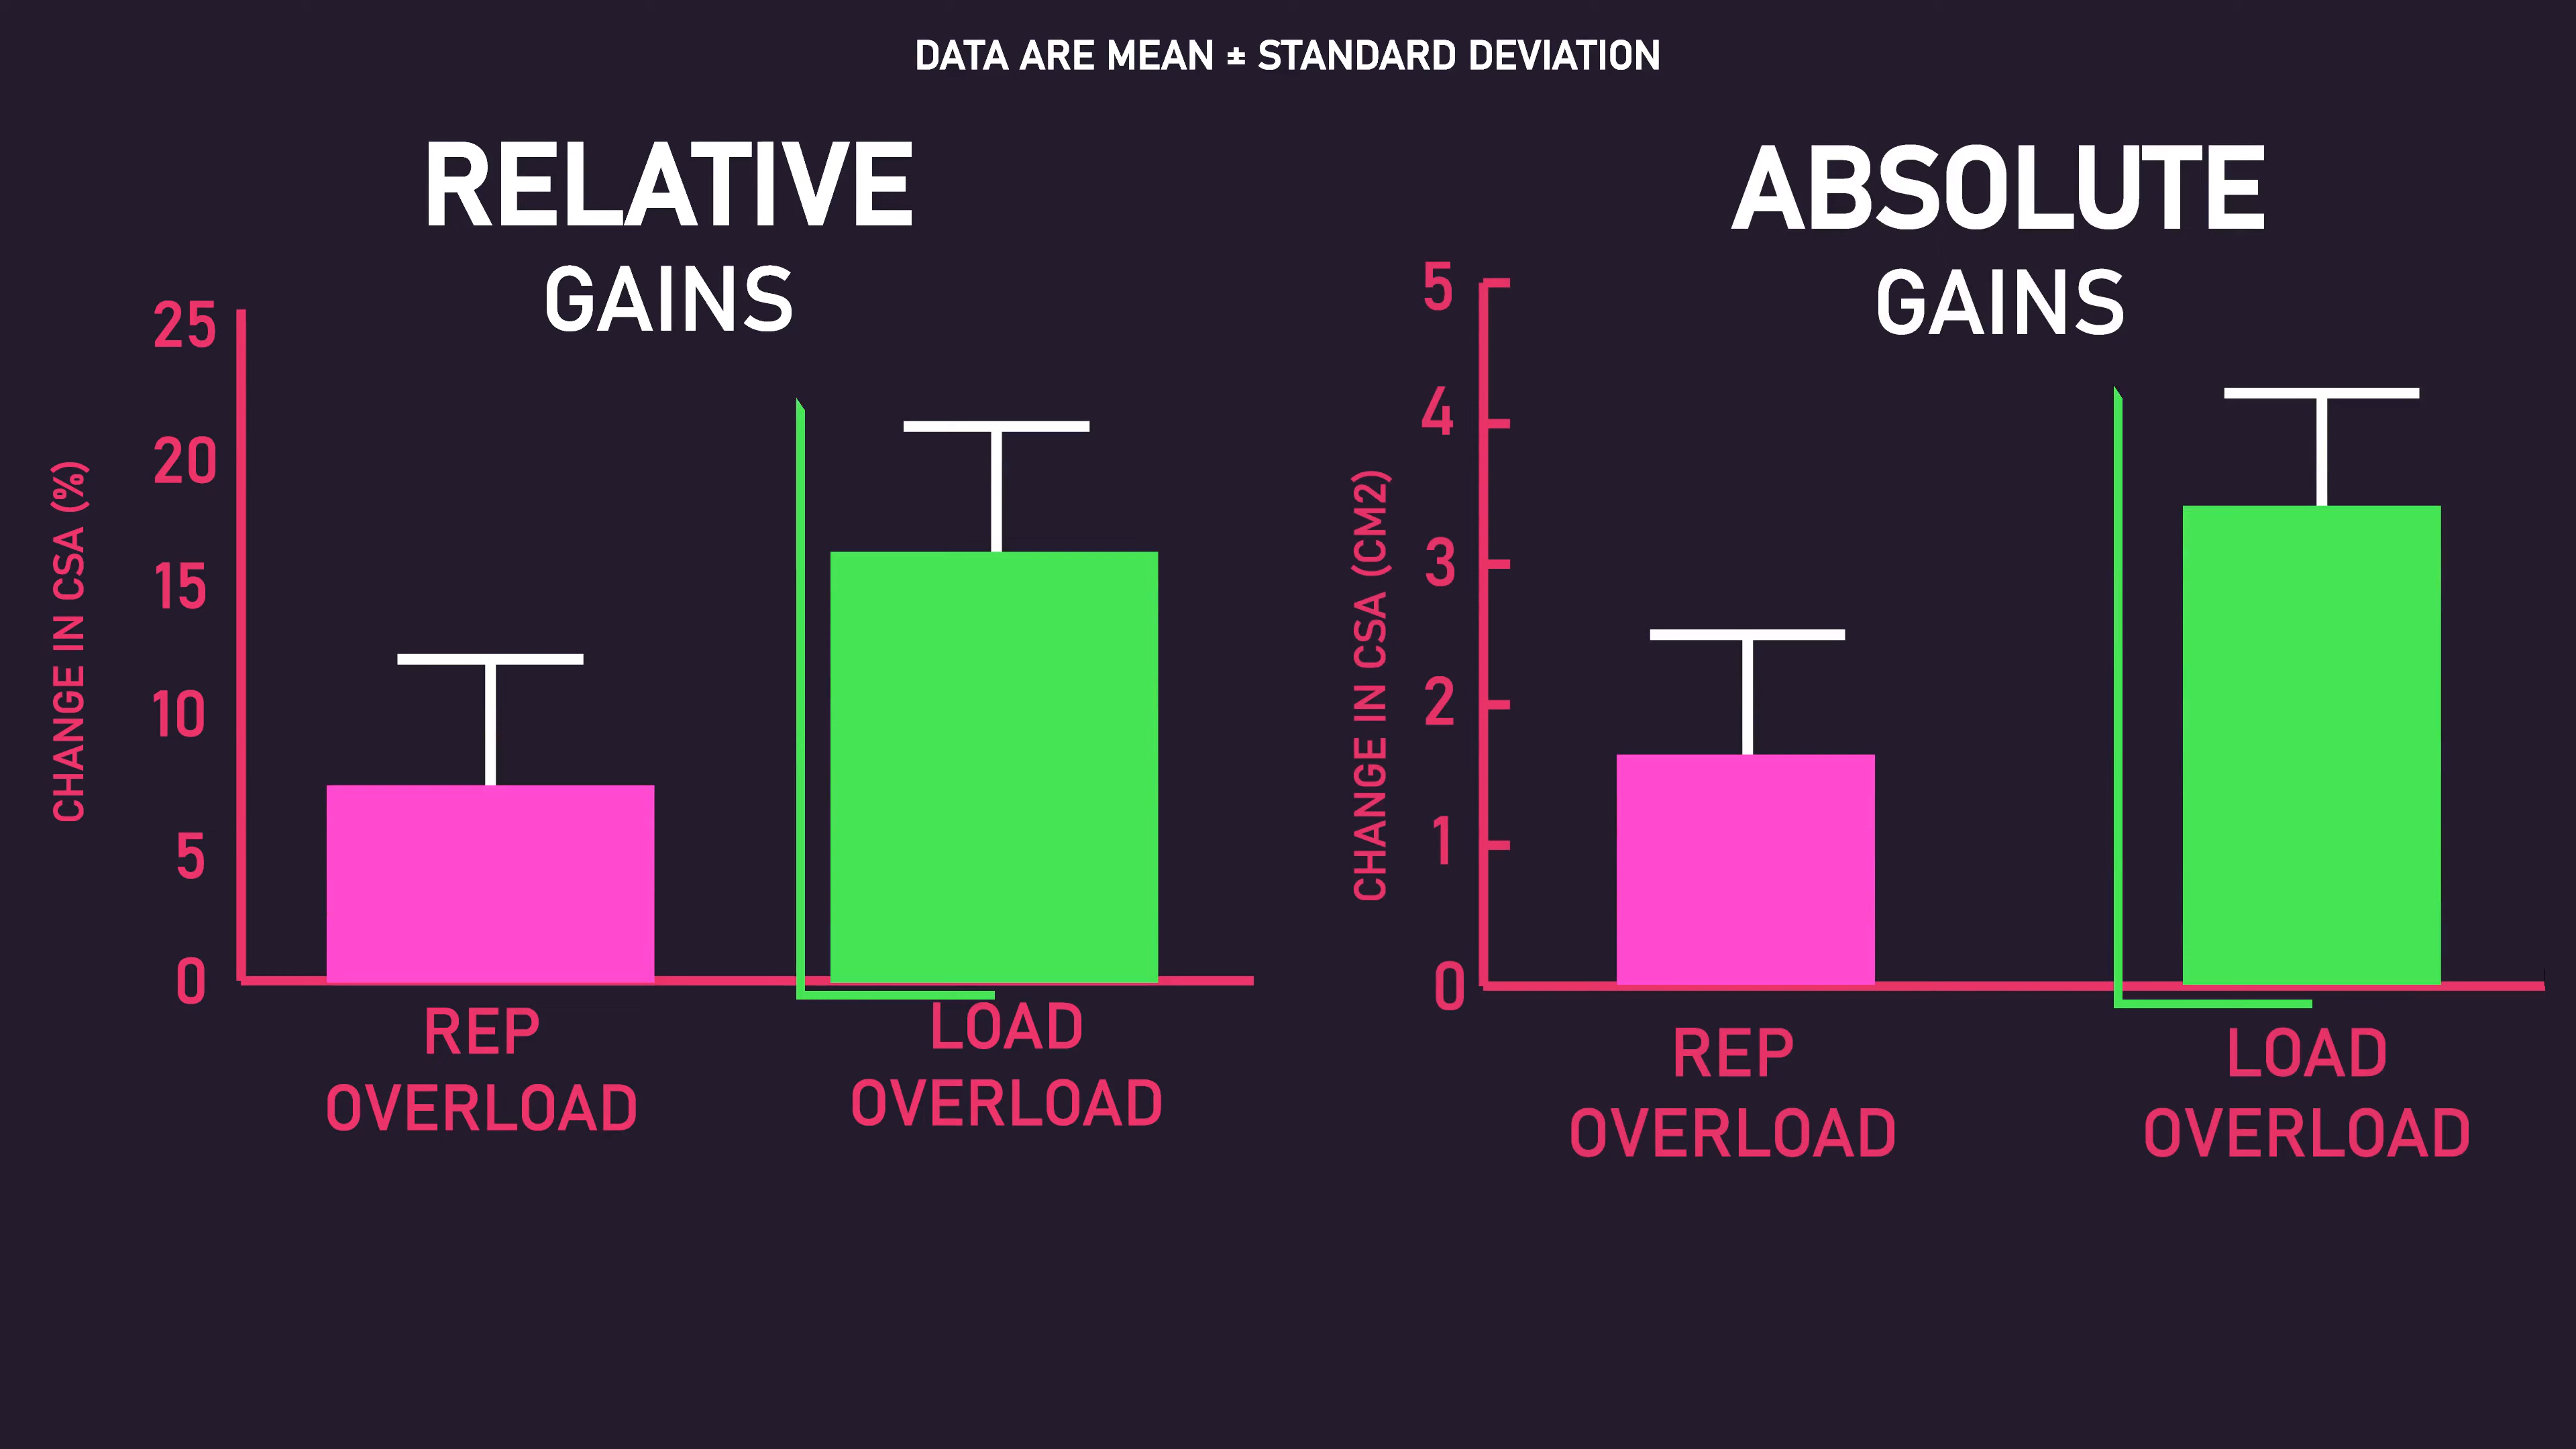 DATA ARE MEAN ± STANDARD DEVIATION
RELATIVE
GAINS
CHANGE IN CSA (%)
25
20
15
10
5
0
REP
OVERLOAD
LOAD
OVERLOAD
ABSOLUTE
GAINS
CHANGE IN CSA (CM2)
5
4
3
2
1
0
REP
OVERLOAD
LOAD
OVERLOAD